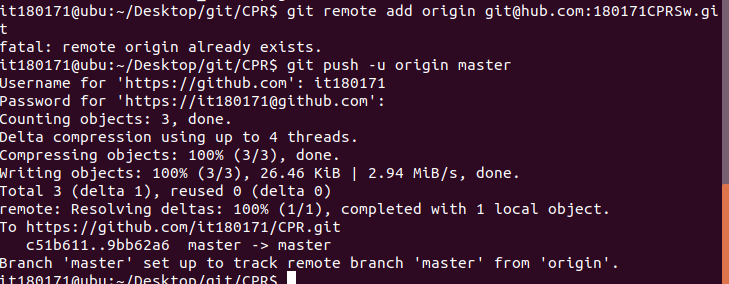 it180171@ubu:~/Desktop/git/CPR$ git remote add origin git@hub.com:180171CPRSw.gi
t
fatal: remote origin already exists.
it180171@ubu:~/Desktop/git/CPR$ git push -u origin master
Username for 'https://github.com': it180171
Password for 'https://it180171@github.com':
Counting objects: 3, done.
Delta compression using up to 4 threads.
Compressing objects: 100% (3/3), done.
Writing objects: 100% (3/3), 26.46 KiB | 2.94 MiB/s, done.
Total 3 (delta 1), reused 0 (delta 0)
remote: Resolving deltas: 100% (1/1), completed with 1 local object.
To https://github.com/it180171/CPR.git
   c51b611..9bb62a6  master -> master
Branch 'master' set up to track remote branch 'master' from 'origin'.
it180171@ubu:~/Desktop/git/CPR$